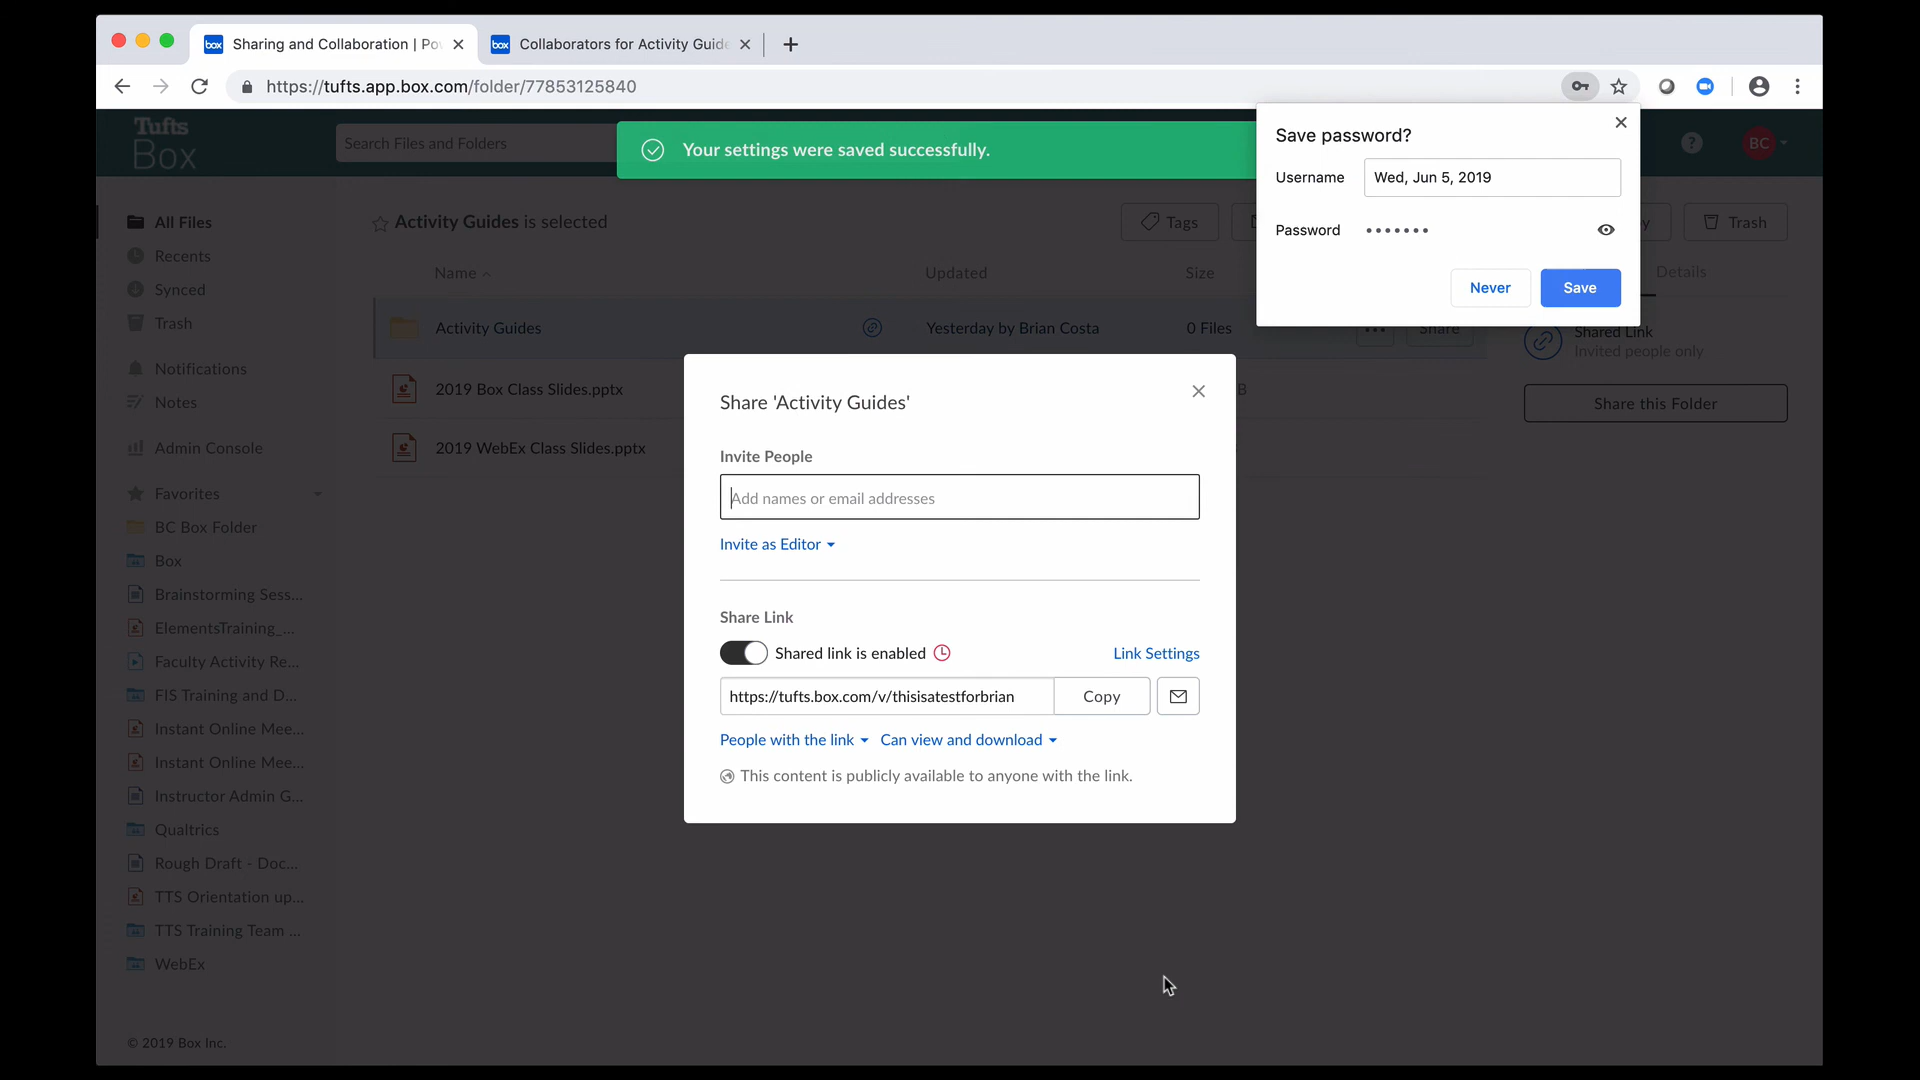 Sharing and Collaboration | Po
Collaborators for Activity Guid
https://tufts.app.box.com/folder/77853125840
Tufts
Box
Search Files and Folders
Your settings were saved successfully.
BC
Save password?
Username
Wed, Jun 5, 2019
Password
Never
Save
All Files
Recents
Synced
Trash
Notifications
Notes
Admin Console
Favorites
BC Box Folder
Box
Brainstorming Sess...
ElementsTraining_...
Faculty Activity Re...
FIS Training and D...
Instant Online Mee...
Instant Online Mee...
Instructor Admin G...
Qualtrics
Rough Draft - Doc...
TTS Orientation up...
TTS Training Team ...
WebEx
© 2019 Box Inc.
Activity Guides is selected
Tags
Trash
Name
Updated
Size
Details
Activity Guides
Yesterday by Brian Costa
0 Files
Share
2019 Box Class Slides.pptx
2019 WebEx Class Slides.pptx
Shared Link
Invited people only
Share this Folder
Share 'Activity Guides'
Invite People
Add names or email addresses
Invite as Editor
Share Link
Shared link is enabled
Link Settings
https://tufts.box.com/v/thisisatestforbrian
Copy
People with the link
Can view and download
This content is publicly available to anyone with the link.